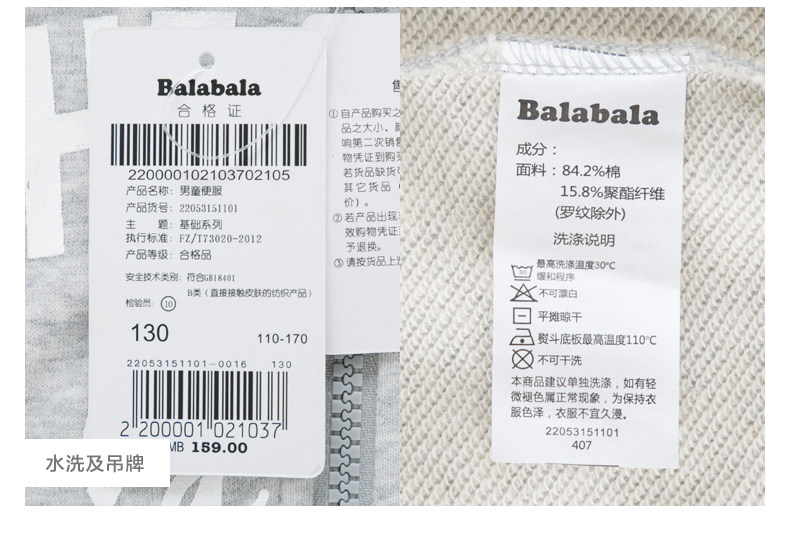 Balabala
合格证
220000102103702105
产品名称: 男童便服
产品货号: 22053151101
主 题: 基础系列
执行标准: FZ/T73020-2012
产品等级: 合格品
安全技术类别: 符合GB18401
B类（直接接触皮肤的纺织产品）
检验员: 10
130
110-170
22053151101-0016 130
2 200001 021037
MB 159.00
水洗及吊牌
售
①自产品购买之
品之大小、颜
响第二次销售
物凭证到购买
若货品缺货可
其它货品（
价）。
②若产品出现
效购物凭证
予退换。
③请按货品上
Balabala
成分：
面料：84.2%棉
15.8%聚酯纤维
(罗纹除外)
洗涤说明
30 最高洗涤温度30℃
缓和程序
不可漂白
平摊晾干
熨斗底板最高温度110℃
不可干洗
本商品建议单独洗涤，如有轻
微褪色属正常现象，为保持衣
服色泽，衣服不宜久浸。
22053151101
407